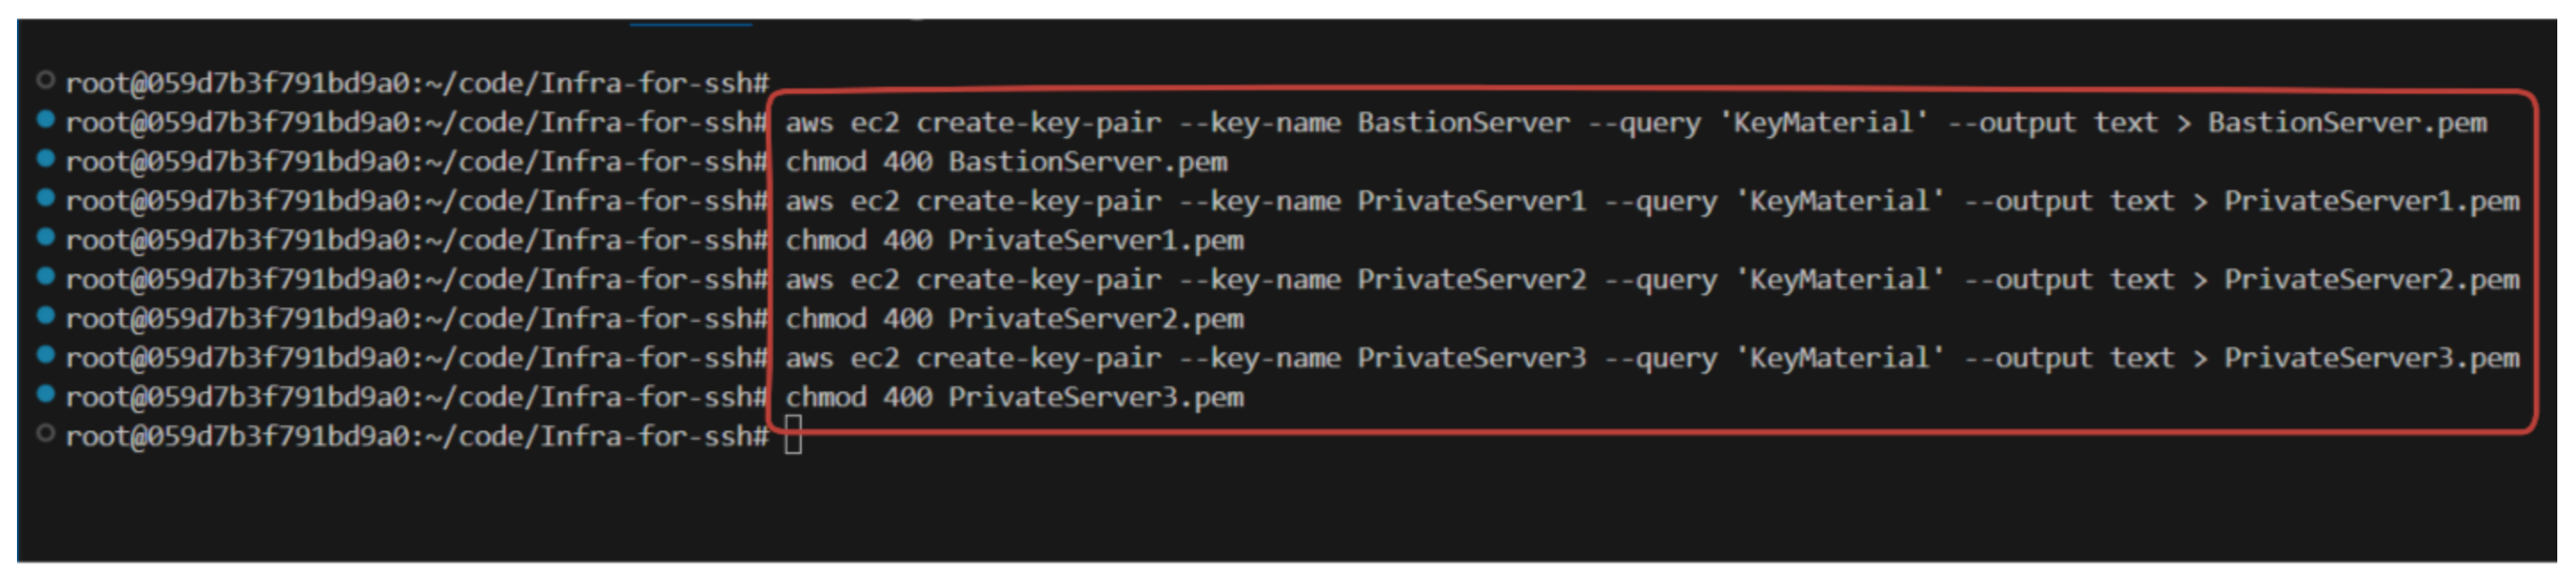 root@059d7b3f791bd9a0:~/code/Infra-for-ssh#
root@059d7b3f791bd9a0:~/code/Infra-for-ssh# aws ec2 create-key-pair --key-name BastionServer --query 'KeyMaterial' --output text > BastionServer.pem
root@059d7b3f791bd9a0:~/code/Infra-for-ssh# chmod 400 BastionServer.pem
root@059d7b3f791bd9a0:~/code/Infra-for-ssh# aws ec2 create-key-pair --key-name PrivateServer1 --query 'KeyMaterial' --output text > PrivateServer1.pem
root@059d7b3f791bd9a0:~/code/Infra-for-ssh# chmod 400 PrivateServer1.pem
root@059d7b3f791bd9a0:~/code/Infra-for-ssh# aws ec2 create-key-pair --key-name PrivateServer2 --query 'KeyMaterial' --output text > PrivateServer2.pem
root@059d7b3f791bd9a0:~/code/Infra-for-ssh# chmod 400 PrivateServer2.pem
root@059d7b3f791bd9a0:~/code/Infra-for-ssh# aws ec2 create-key-pair --key-name PrivateServer3 --query 'KeyMaterial' --output text > PrivateServer3.pem
root@059d7b3f791bd9a0:~/code/Infra-for-ssh# chmod 400 PrivateServer3.pem
root@059d7b3f791bd9a0:~/code/Infra-for-ssh#